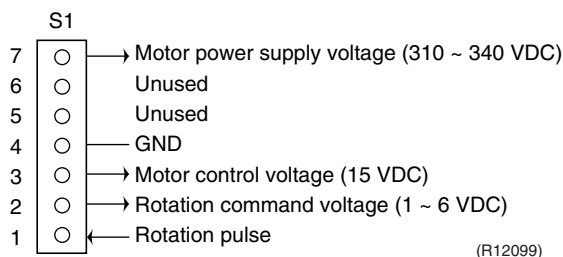 S1
7 Motor power supply voltage (310 ~ 340 VDC)
6 Unused
5 Unused
4 GND
3 Motor control voltage (15 VDC)
2 Rotation command voltage (1 ~ 6 VDC)
1 Rotation pulse
(R12099)